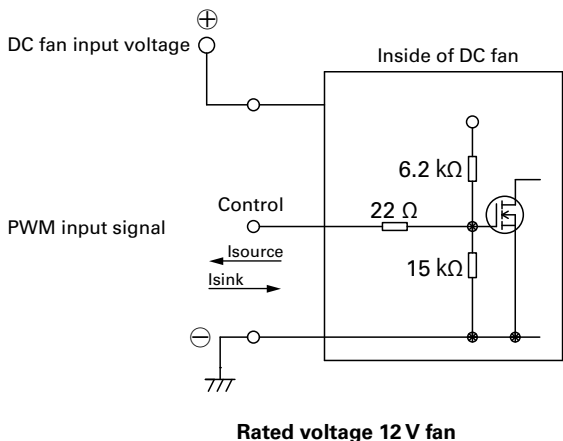 ⊕
DC fan input voltage
Inside of DC fan
6.2 kΩ
Control
22 Ω
PWM input signal
Isource
15 kΩ
Isink
⊖
Rated voltage 12 V fan